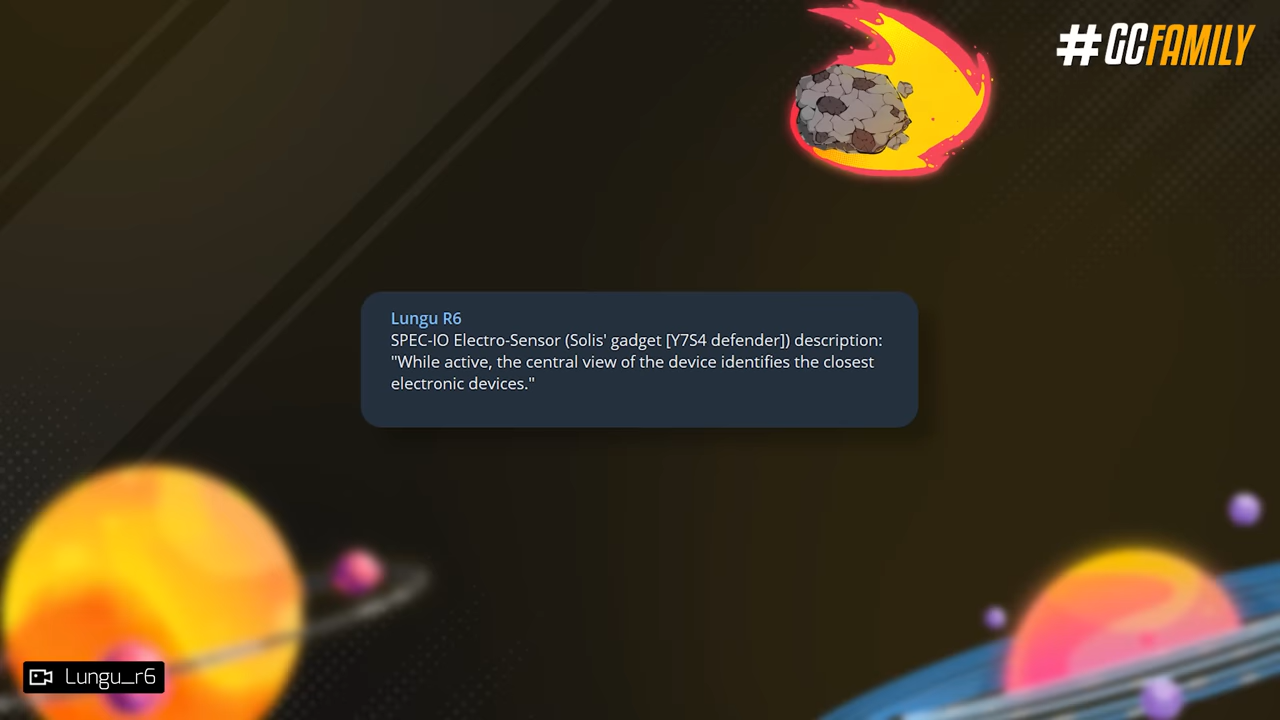 #GCFAMILY
Lungu R6
SPEC-IO Electro-Sensor (Solis' gadget [Y7S4 defender]) description:
"While active, the central view of the device identifies the closest
electronic devices."
Lungu_r6